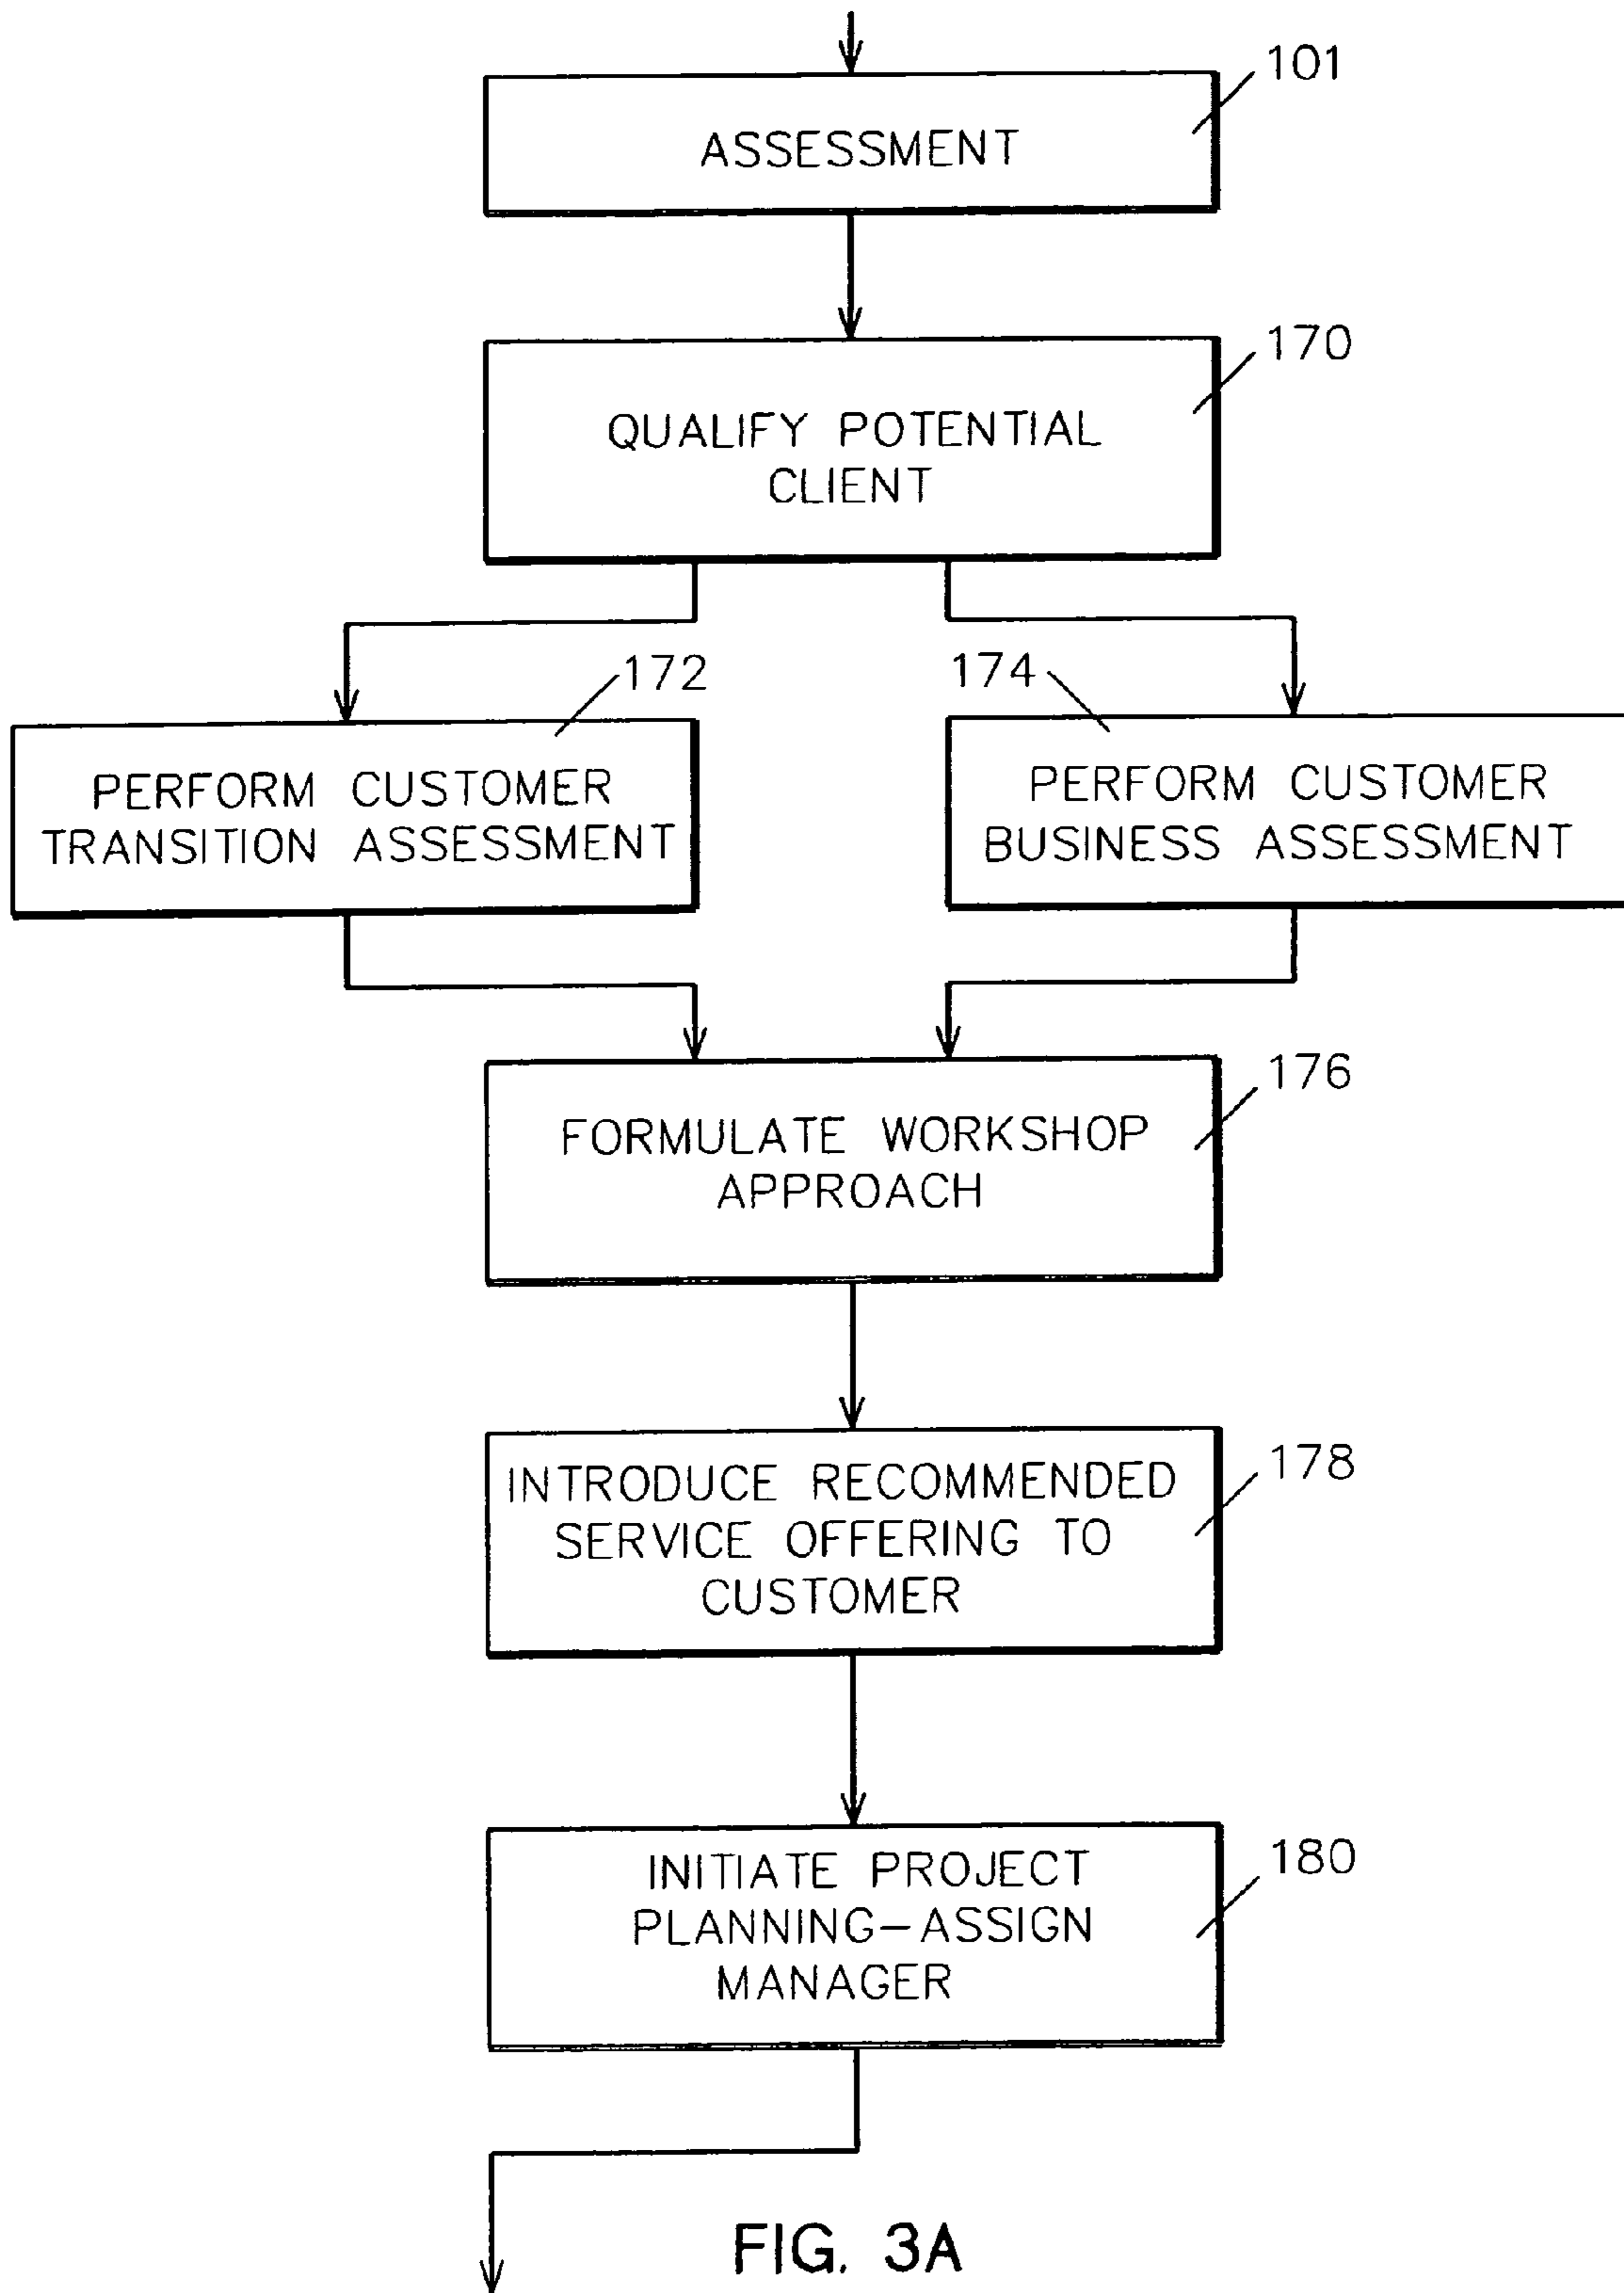 101
ASSESSMENT
170
QUALIFY POTENTIAL
CLIENT
172
PERFORM CUSTOMER
TRANSITION ASSESSMENT
174
PERFORM CUSTOMER
BUSINESS ASSESSMENT
176
FORMULATE WORKSHOP
APPROACH
178
INTRODUCE RECOMMENDED
SERVICE OFFERING TO
CUSTOMER
180
INITIATE PROJECT
PLANNING–ASSIGN
MANAGER
FIG. 3A